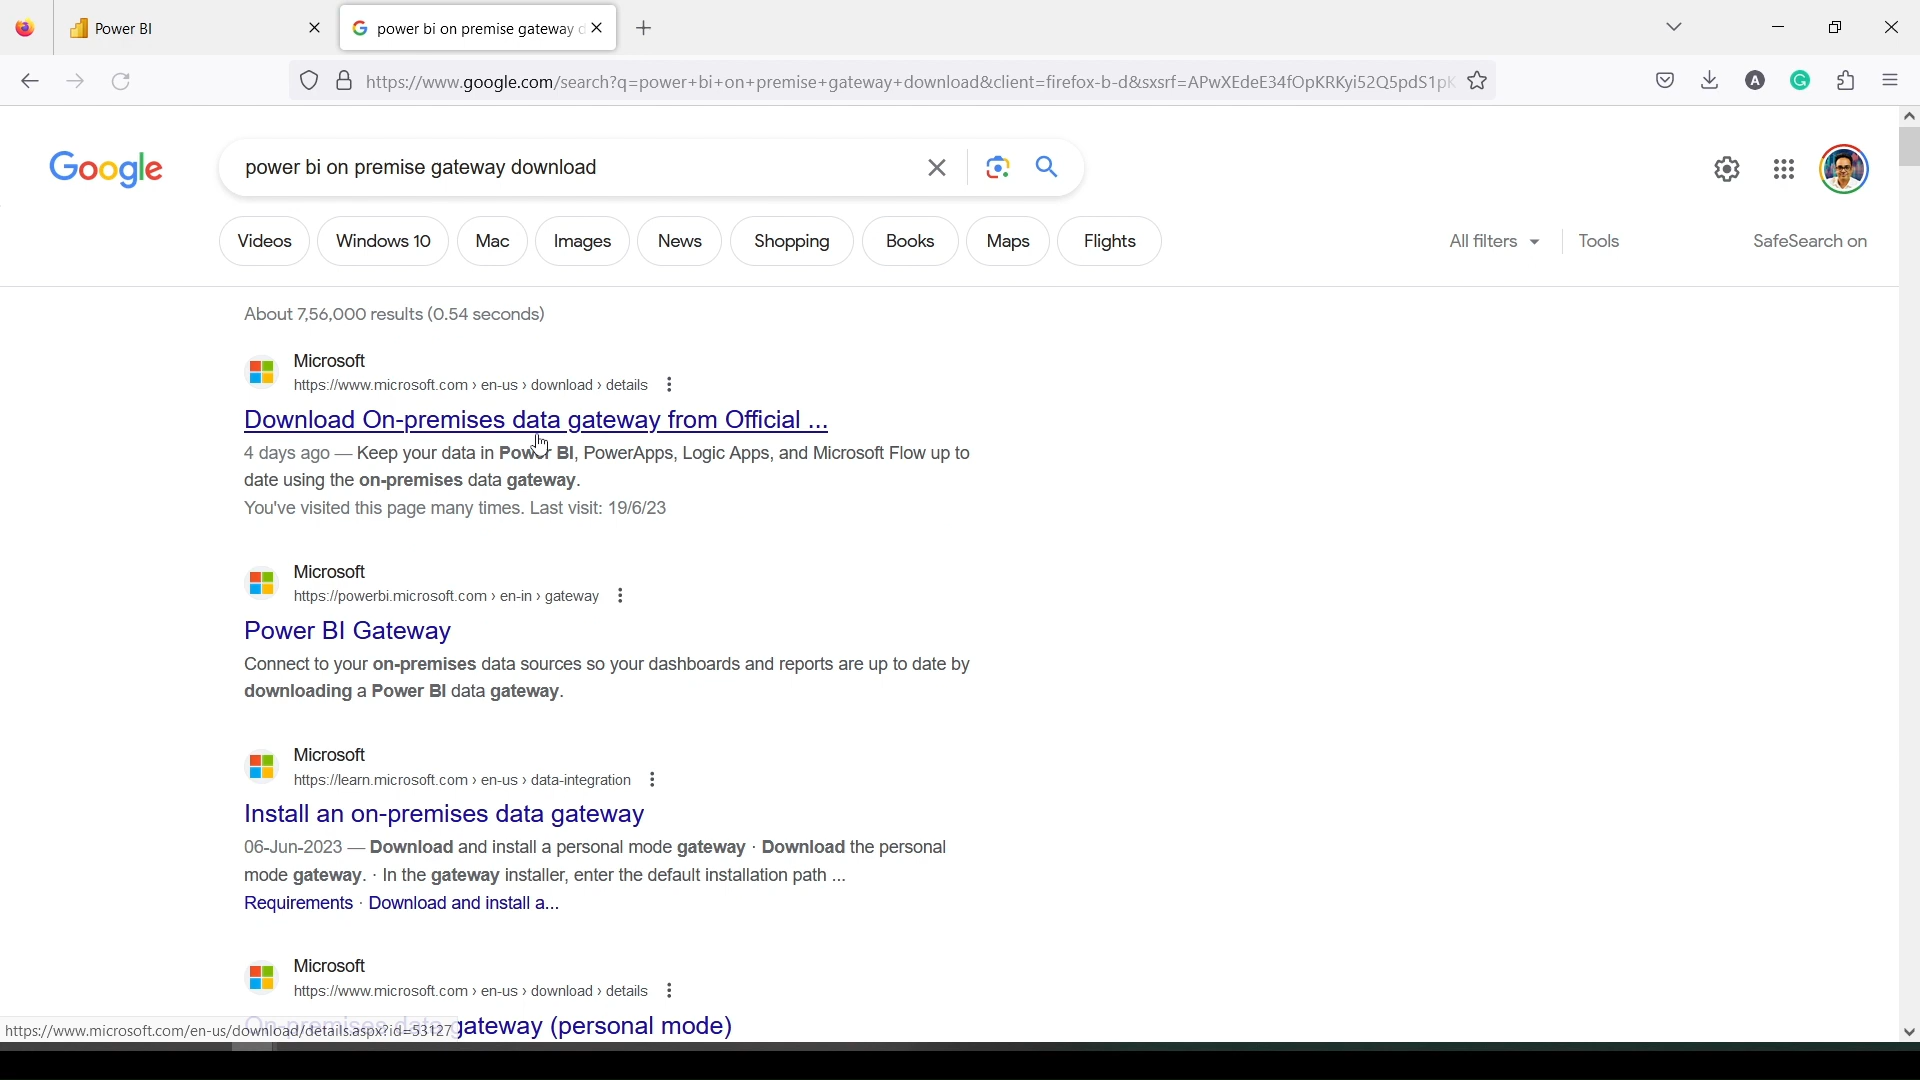 Power BI
power bi on premise gateway d
https://www.google.com/search?q=power+bi+on+premise+gateway+download&client=firefox-b-d&sxsrf=APwXEdeE34fOpKRKyi52Q5pdS1pK
A
G
Google
power bi on premise gateway download
Videos
Windows 10
Mac
Images
News
Shopping
Books
Maps
Flights
All filters
Tools
SafeSearch on
About 7,56,000 results (0.54 seconds)
Microsoft
https://www.microsoft.com › en-us › download › details
Download On-premises data gateway from Official ...
4 days ago — Keep your data in Power BI, PowerApps, Logic Apps, and Microsoft Flow up to
date using the on-premises data gateway.
You've visited this page many times. Last visit: 19/6/23
Microsoft
https://powerbi.microsoft.com › en-in › gateway
Power BI Gateway
Connect to your on-premises data sources so your dashboards and reports are up to date by
downloading a Power BI data gateway.
Microsoft
https://learn.microsoft.com › en-us › data-integration
Install an on-premises data gateway
06-Jun-2023 — Download and install a personal mode gateway · Download the personal
mode gateway. · In the gateway installer, enter the default installation path ...
Requirements · Download and install a...
Microsoft
https://www.microsoft.com › en-us › download › details
On-premises data gateway (personal mode)
https://www.microsoft.com/en-us/download/details.aspx?id=53127